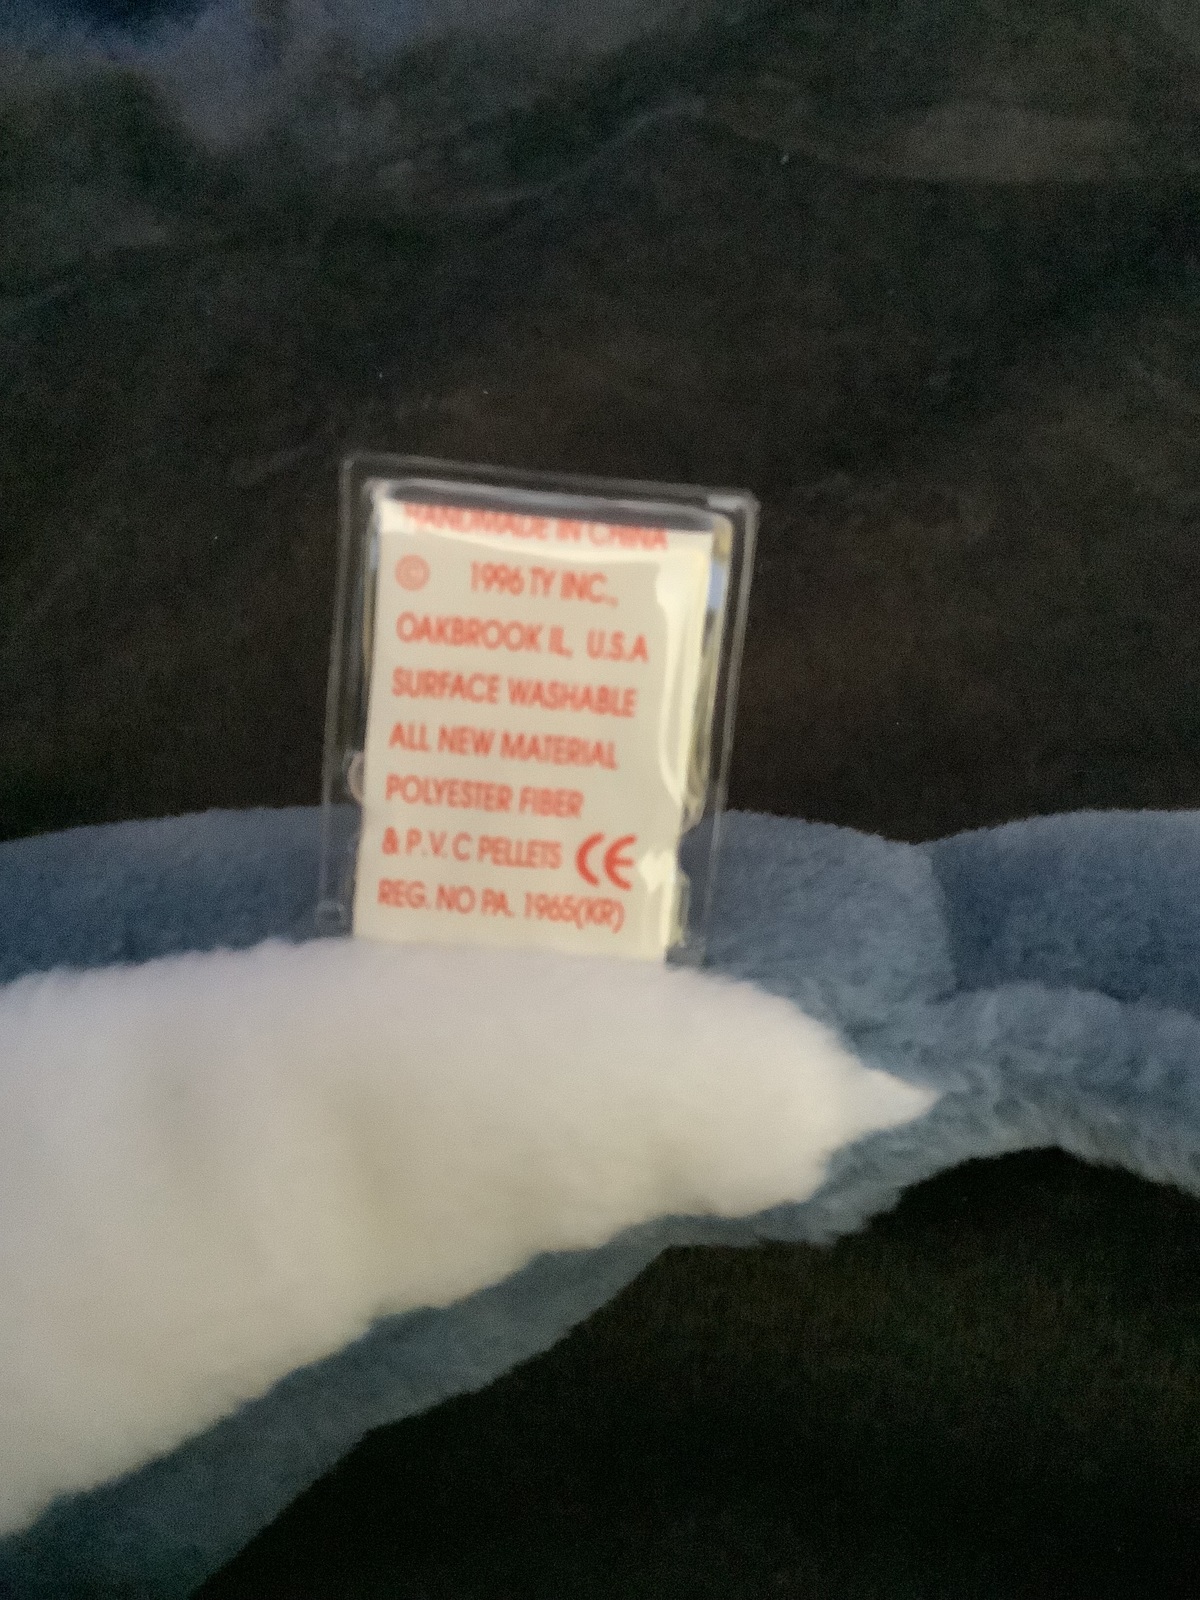 HANDMADE IN CHINA
© 1996 TY INC.,
OAKBROOK IL, U.S.A
SURFACE WASHABLE
ALL NEW MATERIAL
POLYESTER FIBER
& P.V.C PELLETS CE
REG. NO PA. 1965(KR)